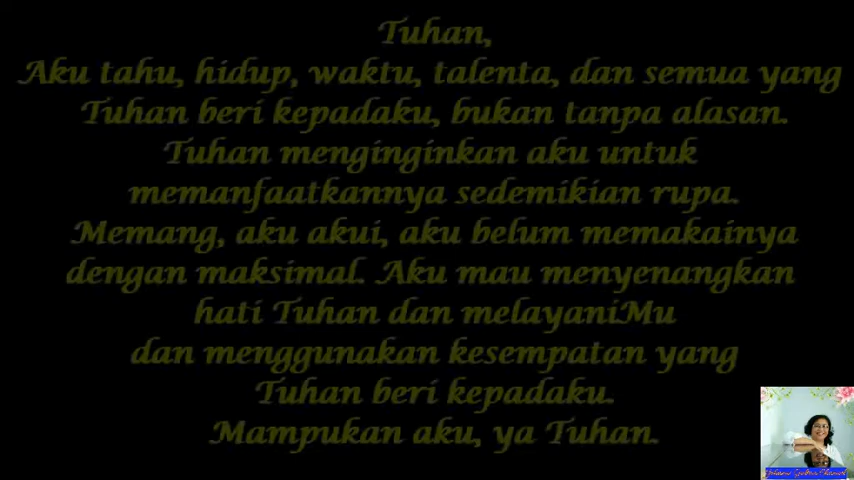 Tuhan,
Aku tahu, hidup, waktu, talenta, dan semua yang
Tuhan beri kepadaku, bukan tanpa alasan.
Tuhan menginginkan aku untuk
memanfaatkannya sedemikian rupa.
Memang, aku akui, aku belum memakainya
dengan maksimal. Aku mau menyenangkan
hati Tuhan dan melayaniMu
dan menggunakan kesempatan yang
Tuhan beri kepadaku.
Mampukan aku, ya Tuhan.